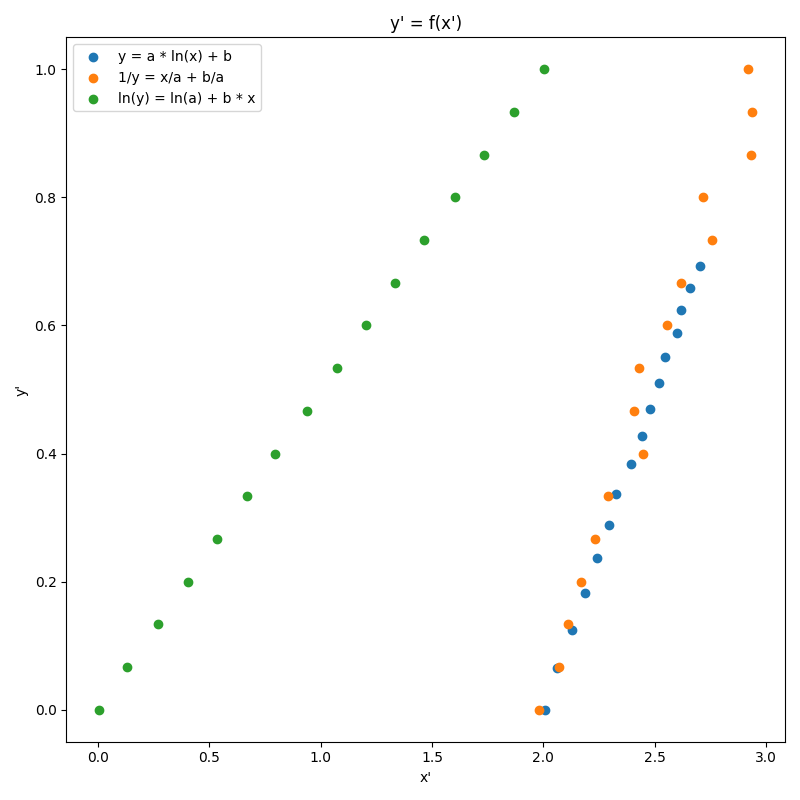 y' = f(x')
y = a * ln(x) + b
1/y = x/a + b/a
ln(y) = ln(a) + b * x
1.0
0.8
0.6
y'
0.4
0.2
0.0
0.0 0.5 1.0 1.5 2.0 2.5 3.0
x'